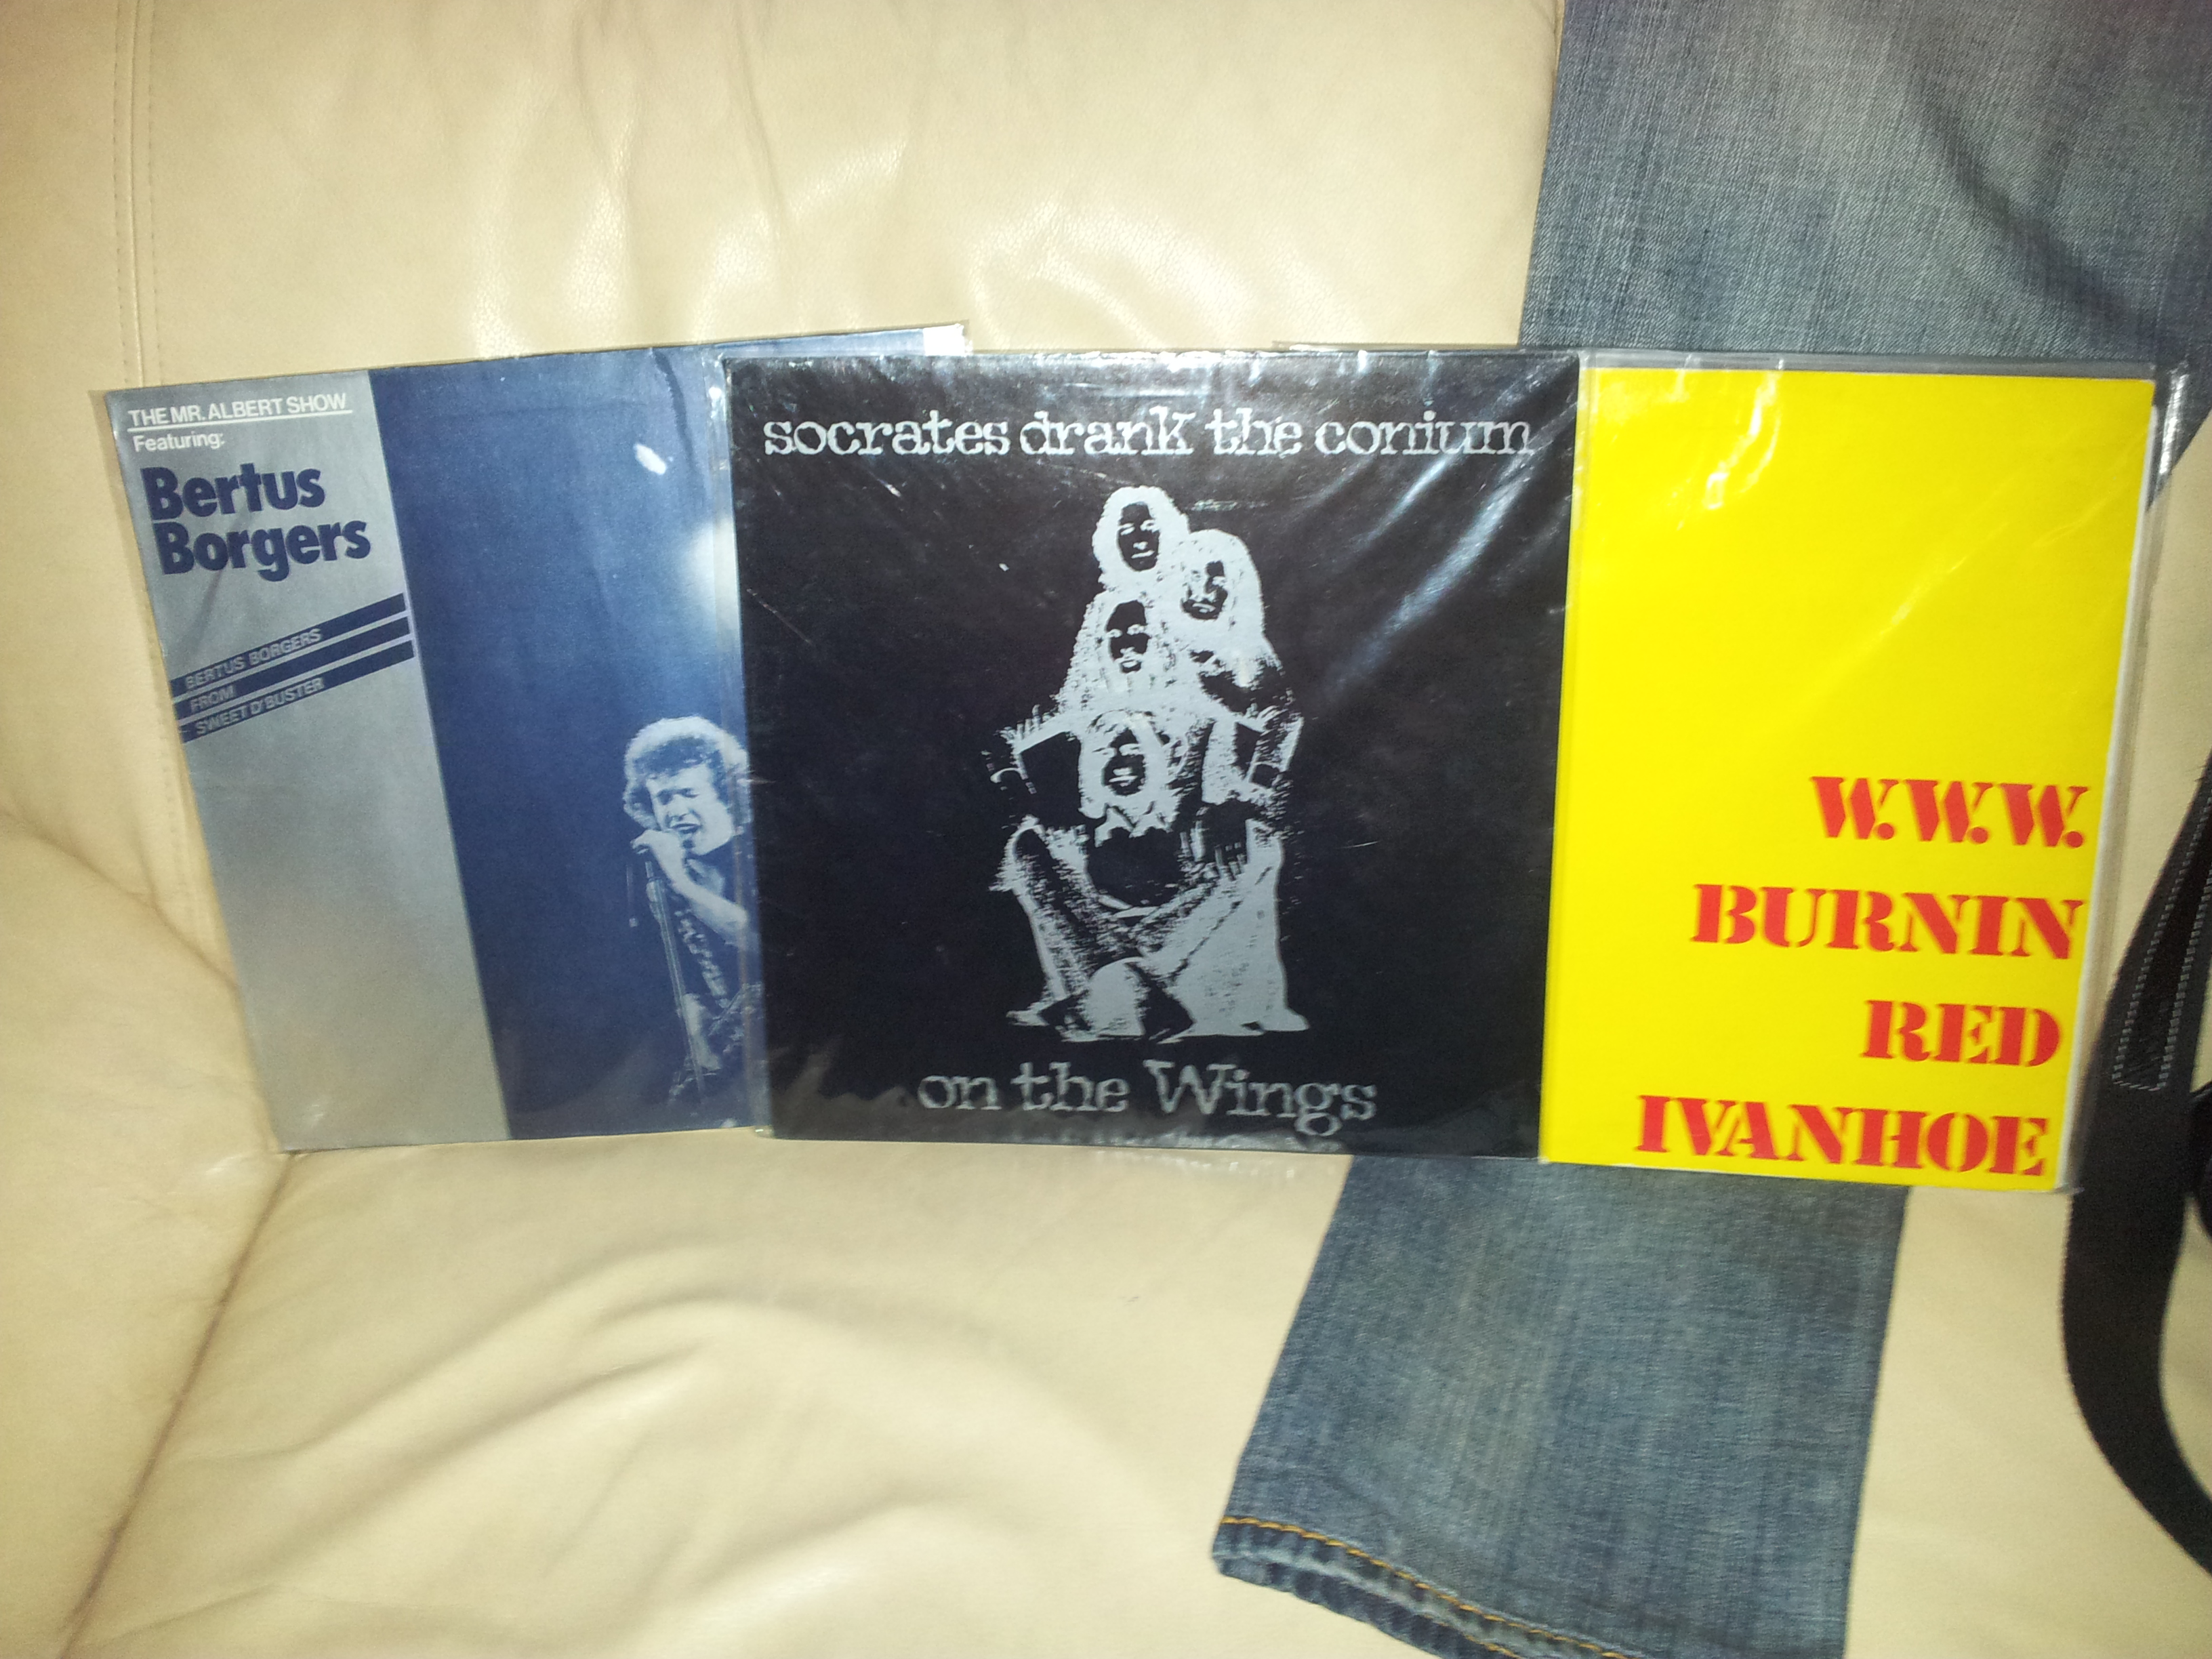 THE MR. ALBERT SHOW
Featuring:
Bertus
Borgers
BERTUS BORGERS
FROM
SWEET D'BUSTER
socrates drank the conium
on the Wings
W.W.W.
BURNIN
RED
IVANHOE